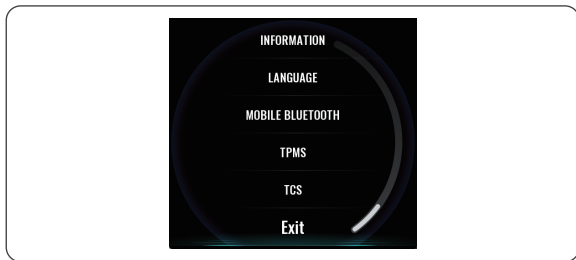 INFORMATION
LANGUAGE
MOBILE BLUETOOTH
TPMS
TCS
Exit